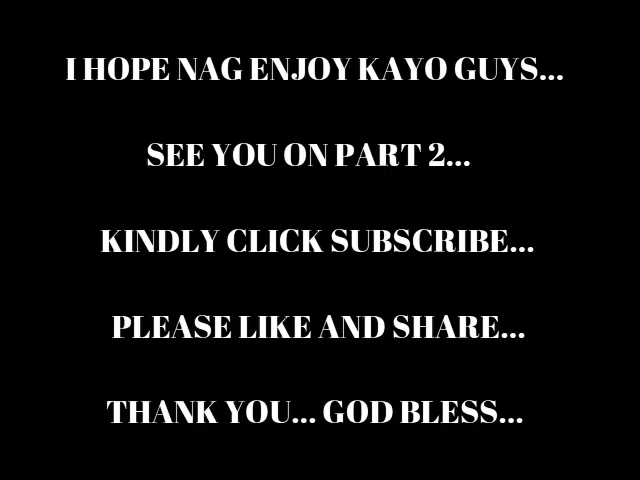 I HOPE NAG ENJOY KAYO GUYS...
SEE YOU ON PART 2...
KINDLY CLICK SUBSCRIBE...
PLEASE LIKE AND SHARE...
THANK YOU... GOD BLESS...